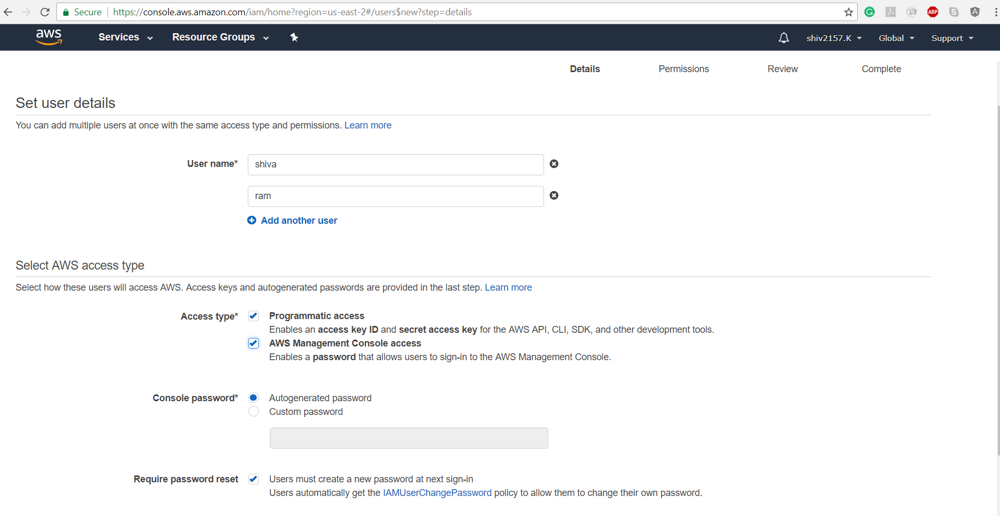 Secure https://console.aws.amazon.com/iam/home?region=us-east-2#/users$new?step=details
G ABP S A
aws Services Resource Groups shiv2157.K Global Support
Details Permissions Review Complete
Set user details
You can add multiple users at once with the same access type and permissions. Learn more
User name* shiva
ram
Add another user
Select AWS access type
Select how these users will access AWS. Access keys and autogenerated passwords are provided in the last step. Learn more
Access type* Programmatic access
Enables an access key ID and secret access key for the AWS API, CLI, SDK, and other development tools.
AWS Management Console access
Enables a password that allows users to sign-in to the AWS Management Console.
Console password* Autogenerated password
Custom password
Require password reset Users must create a new password at next sign-in
Users automatically get the IAMUserChangePassword policy to allow them to change their own password.